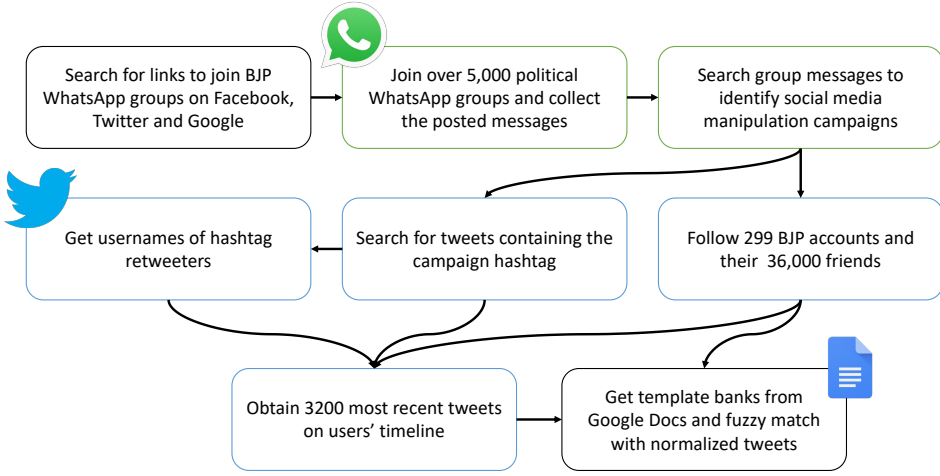 Search for links to join BJP
WhatsApp groups on Facebook,
Twitter and Google
Join over 5,000 political
WhatsApp groups and collect
the posted messages
Search group messages to
identify social media
manipulation campaigns
Get usernames of hashtag
retweeters
Search for tweets containing the
campaign hashtag
Follow 299 BJP accounts and
their 36,000 friends
Obtain 3200 most recent tweets
on users’ timeline
Get template banks from
Google Docs and fuzzy match
with normalized tweets